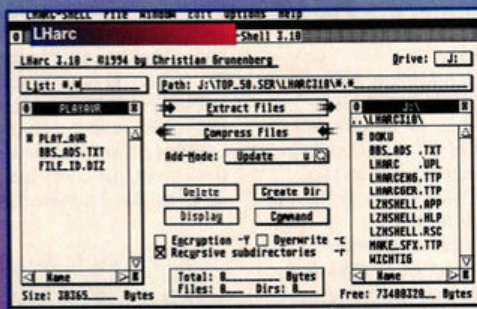 LHARC-SHELL File Window Edit Options Help
LHarc
-Shell 3.10
LHarc 3.10 - ©1994 by Christian Grunenberg
Drive: J:
List: *.*
Path: J:\TOP_50.SER\LHARC310\*.*
PLAYAVR
Extract Files
J:\
..\LHARC310\
Compress Files
PLAY_AVR
BBS_ADS.TXT
FILE_ID.DIZ
Add-Mode: Update u
DOKU
BBS_ADS .TXT
LHARC .UPL
LHARCENG.TTP
LHARCGER.TTP
LZHSHELL.APP
LZHSHELL.HLP
LZHSHELL.RSC
MAKE_SFX.TTP
WICHTIG
Delete
Create Dir
Display
Command
Encryption -Y
Overwrite -c
Recursive subdirectories -r
Name
Total: 0 Bytes
Files: 0 Dirs: 0
Name
Size: 38365 Bytes
Free: 73400320 Bytes